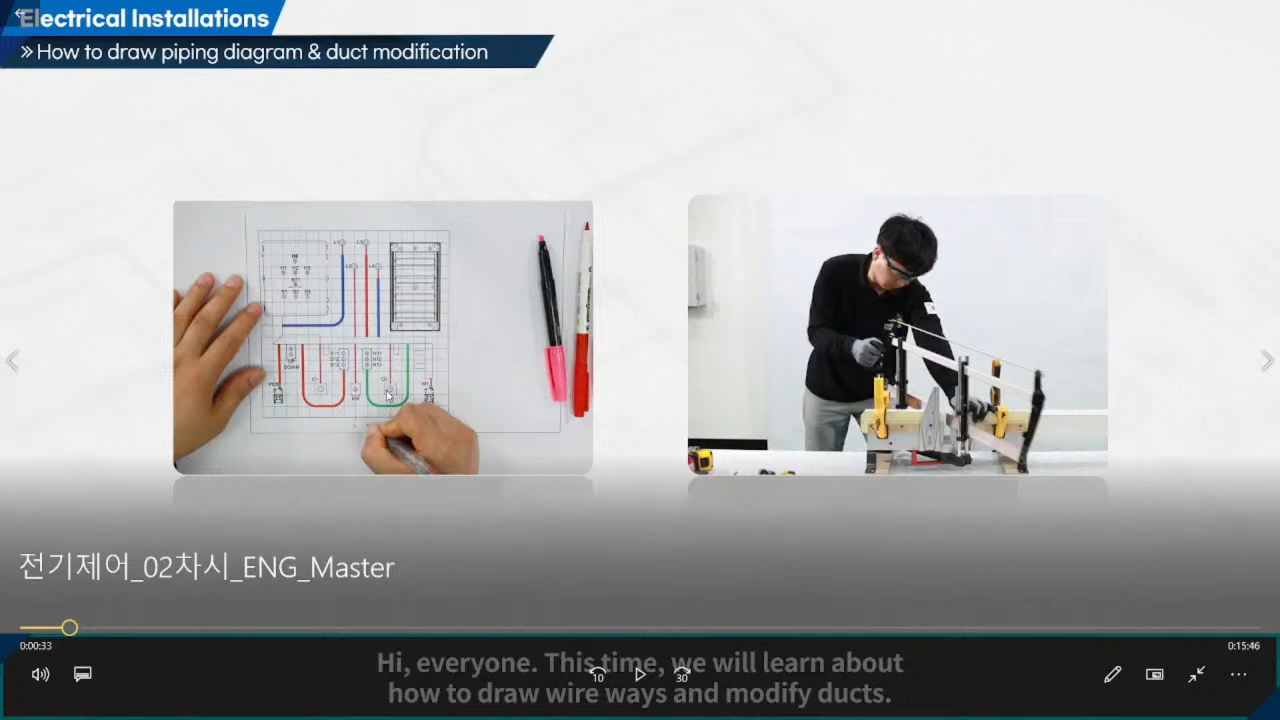 Electrical Installations
» How to draw piping diagram & duct modification
UP
DOWN
전기제어_02차시_ENG_Master
0:00:33
0:15:46
Hi, everyone. This time, we will learn about
how to draw wire ways and modify ducts.
10
30